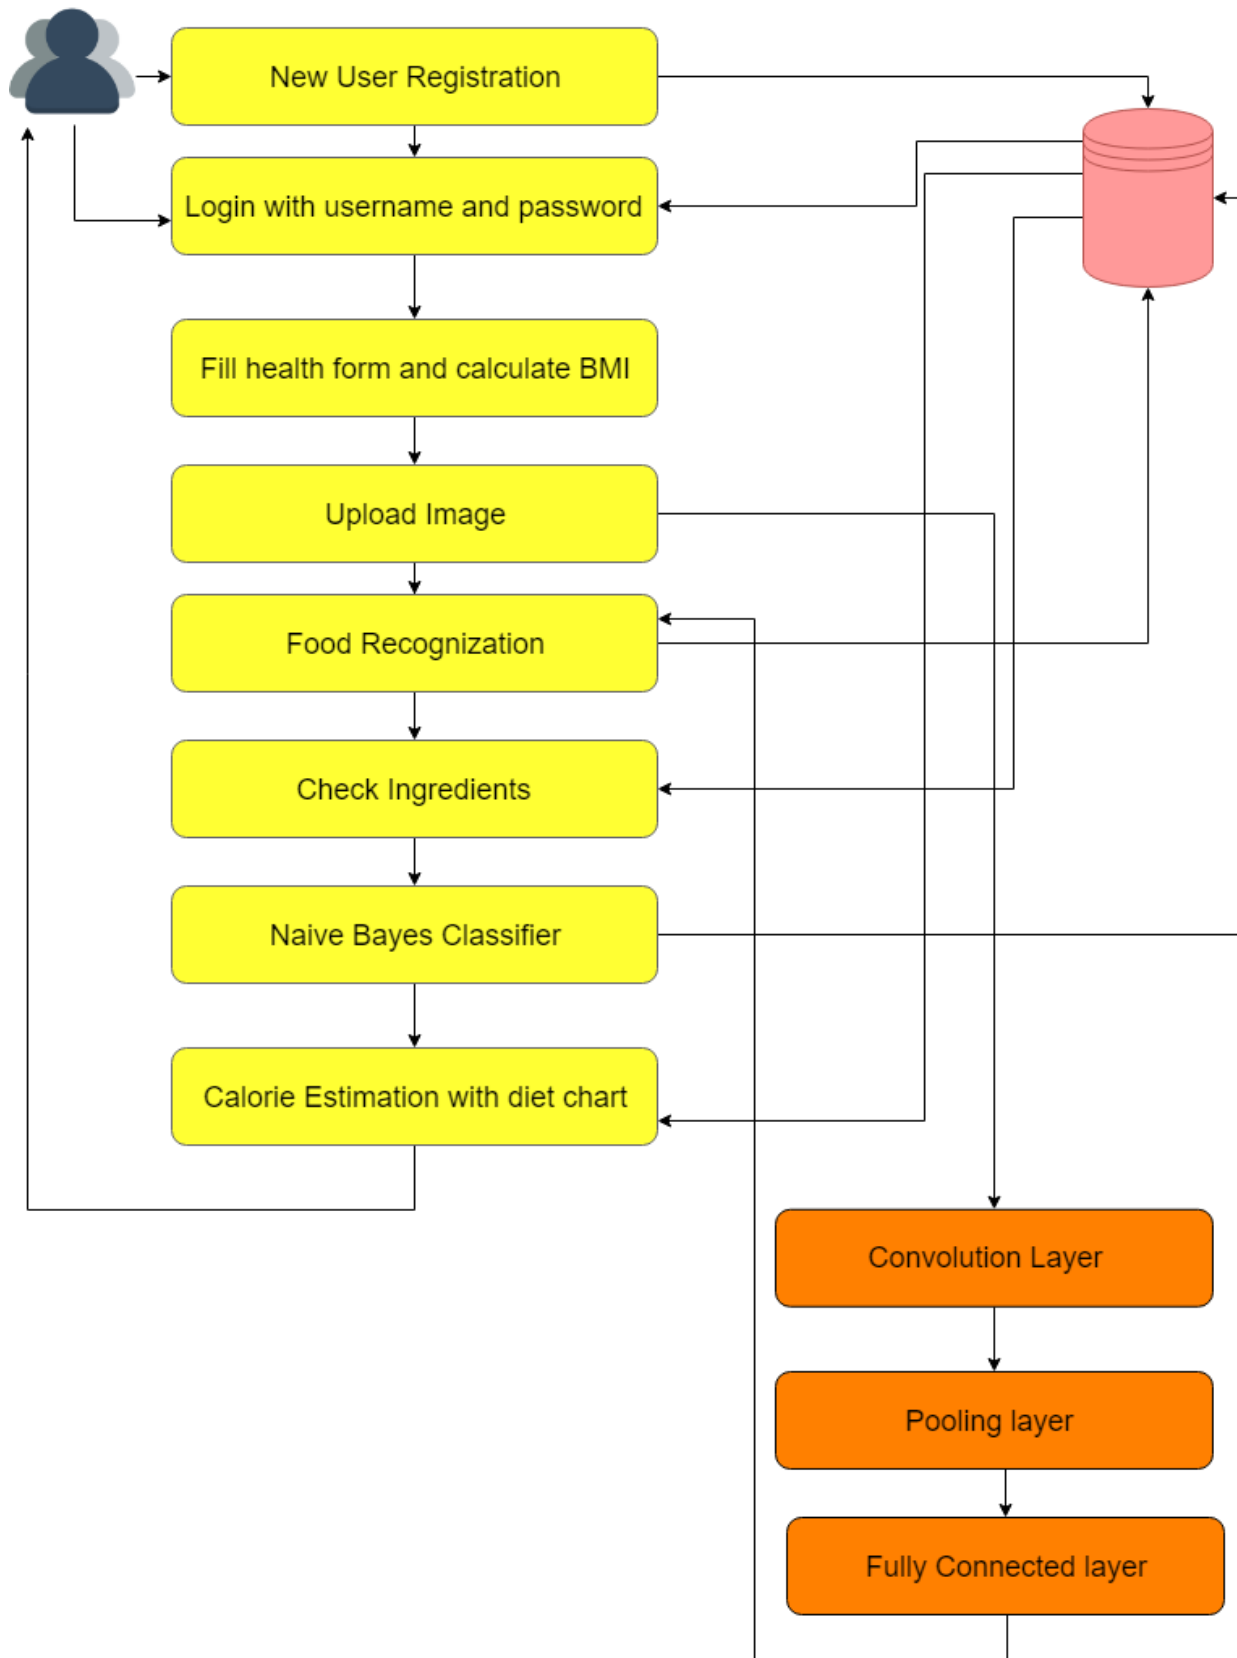 New User Registration
Login with username and password
Fill health form and calculate BMI
Upload Image
Food Recognization
Check Ingredients
Naive Bayes Classifier
Calorie Estimation with diet chart
Convolution Layer
Pooling layer
Fully Connected layer